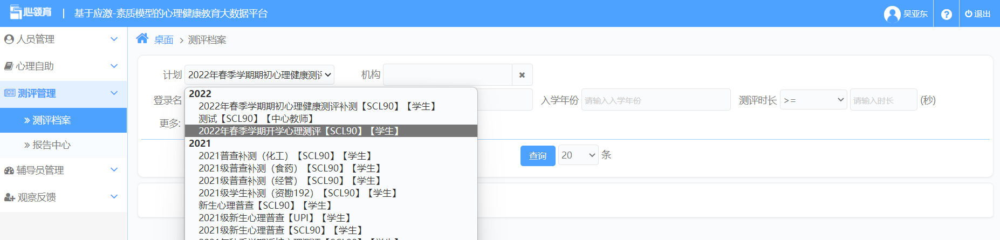 心领育 | 基于应激-素质模型的心理健康教育大数据平台
吴亚东
退出
人员管理
心理自助
测评管理
测评档案
报告中心
辅导员管理
观察反馈
桌面 > 测评档案
计划 2022年春季学期期初心理健康测评
机构
登录名
入学年份 请输入入学年份
测评时长 >= 请输入时长 (秒)
更多:
2022
2022年春季学期期初心理健康测评补测【SCL90】【学生】
测试【SCL90】【中心教师】
2022年春季学期开学心理测评【SCL90】【学生】
2021
2021普查补测（化工）【SCL90】【学生】
2021级普查补测（食药）【SCL90】【学生】
2021级普查补测（经管）【SCL90】【学生】
2021级学生补测（资勘192）【SCL90】【学生】
新生心理普查【SCL90】【学生】
2021级新生心理普查【UPI】【学生】
2021级新生心理普查【SCL90】【学生】
查询 20 条